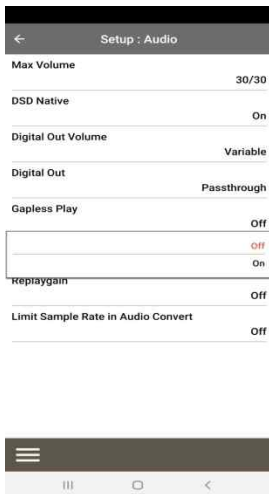 Setup : Audio
Max Volume
30/30
DSD Native
On
Digital Out Volume
Variable
Digital Out
Passthrough
Gapless Play
Off
Off
On
Replaygain
Off
Limit Sample Rate in Audio Convert
Off